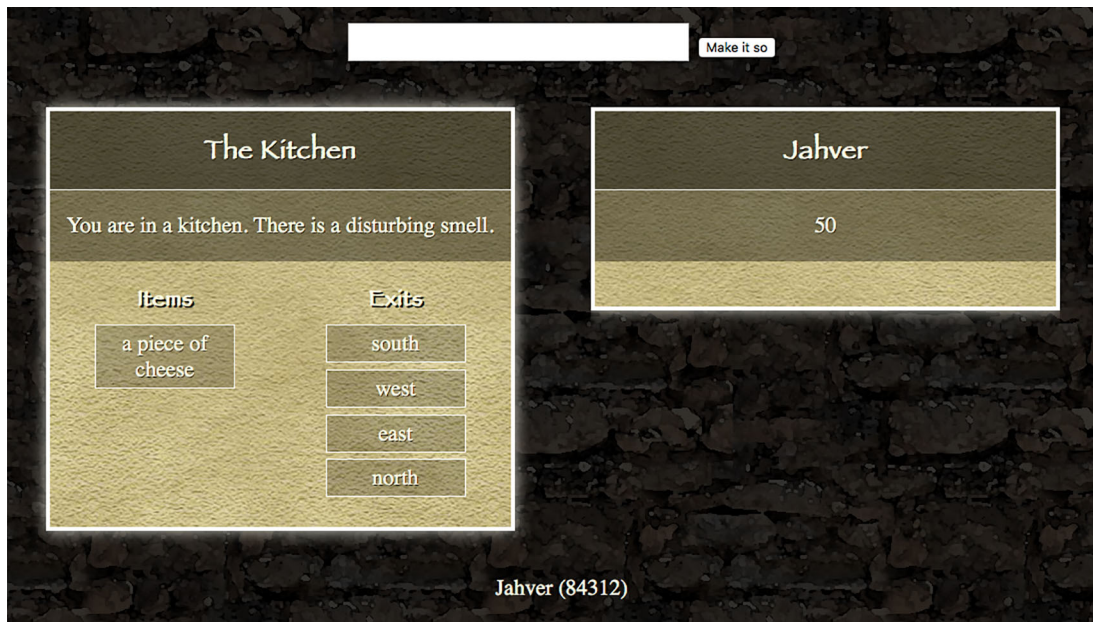 Make it so
The Kitchen
You are in a kitchen. There is a disturbing smell.
Items
a piece of
cheese
Exits
south
west
east
north
Jahver
50
Jahver (84312)